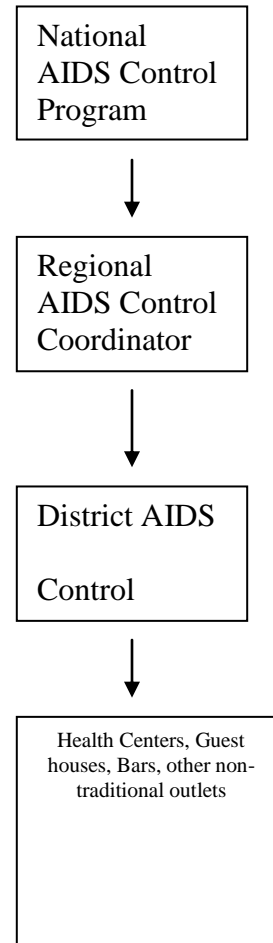 National
AIDS Control
Program
Regional
AIDS Control
Coordinator
District AIDS
Control
Health Centers, Guest
houses, Bars, other non-
traditional outlets